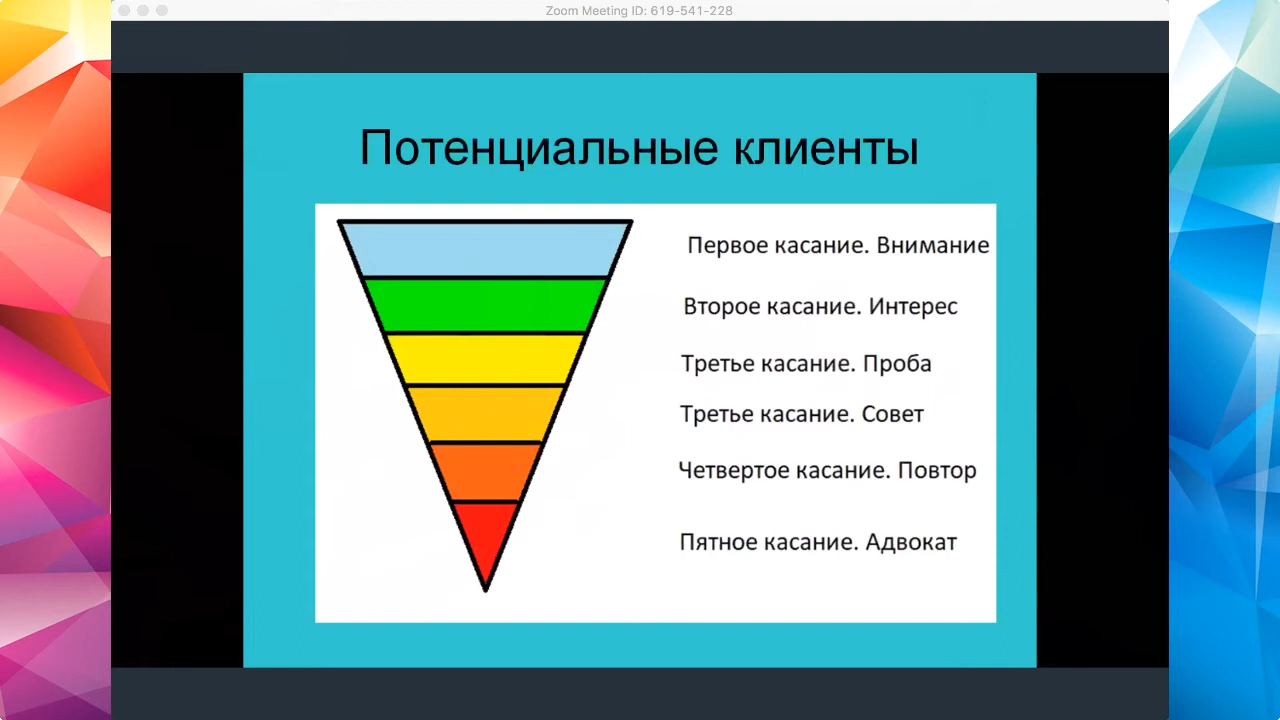 Zoom Meeting ID: 619-541-228
Потенциальные клиенты
Первое касание. Внимание
Второе касание. Интерес
Третье касание. Проба
Третье касание. Совет
Четвертое касание. Повтор
Пятное касание. Адвокат